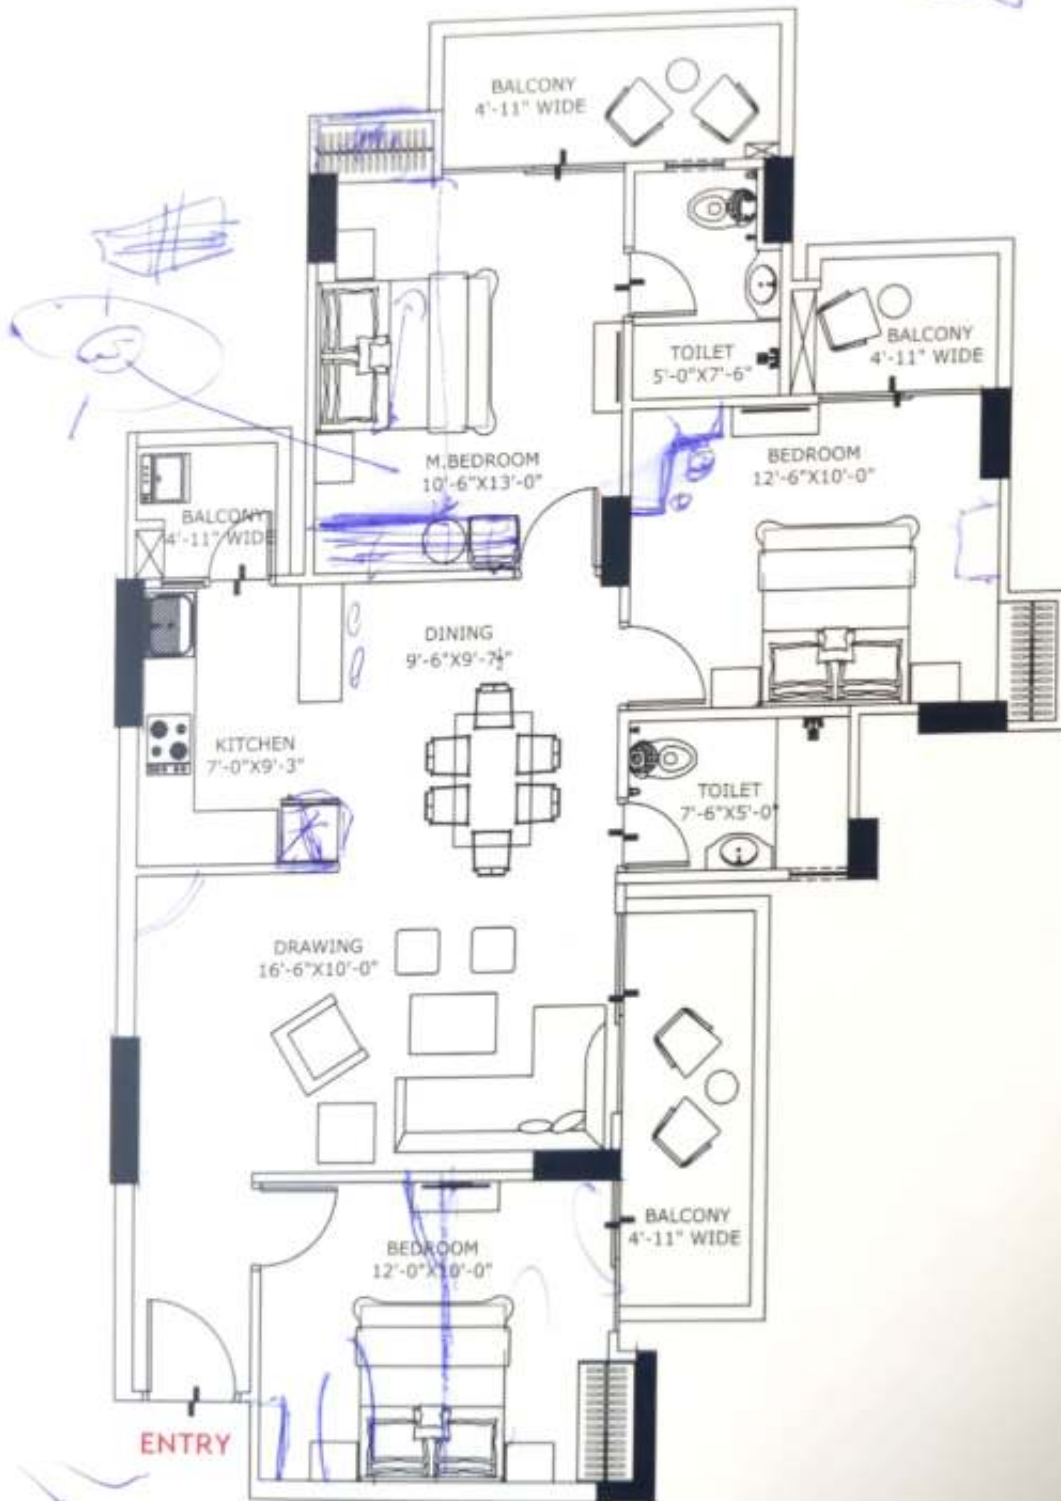 BALCONY
4'-11" WIDE
BALCONY
4'-11" WIDE
TOILET
5'-0"X7'-6"
M.BEDROOM
10'-6"X13'-0"
BEDROOM
12'-6"X10'-0"
BALCONY
4'-11" WIDE
DINING
9'-6"X9'-7½"
KITCHEN
7'-0"X9'-3"
TOILET
7'-6"X5'-0"
DRAWING
16'-6"X10'-0"
BALCONY
4'-11" WIDE
BEDROOM
12'-0"X10'-0"
ENTRY